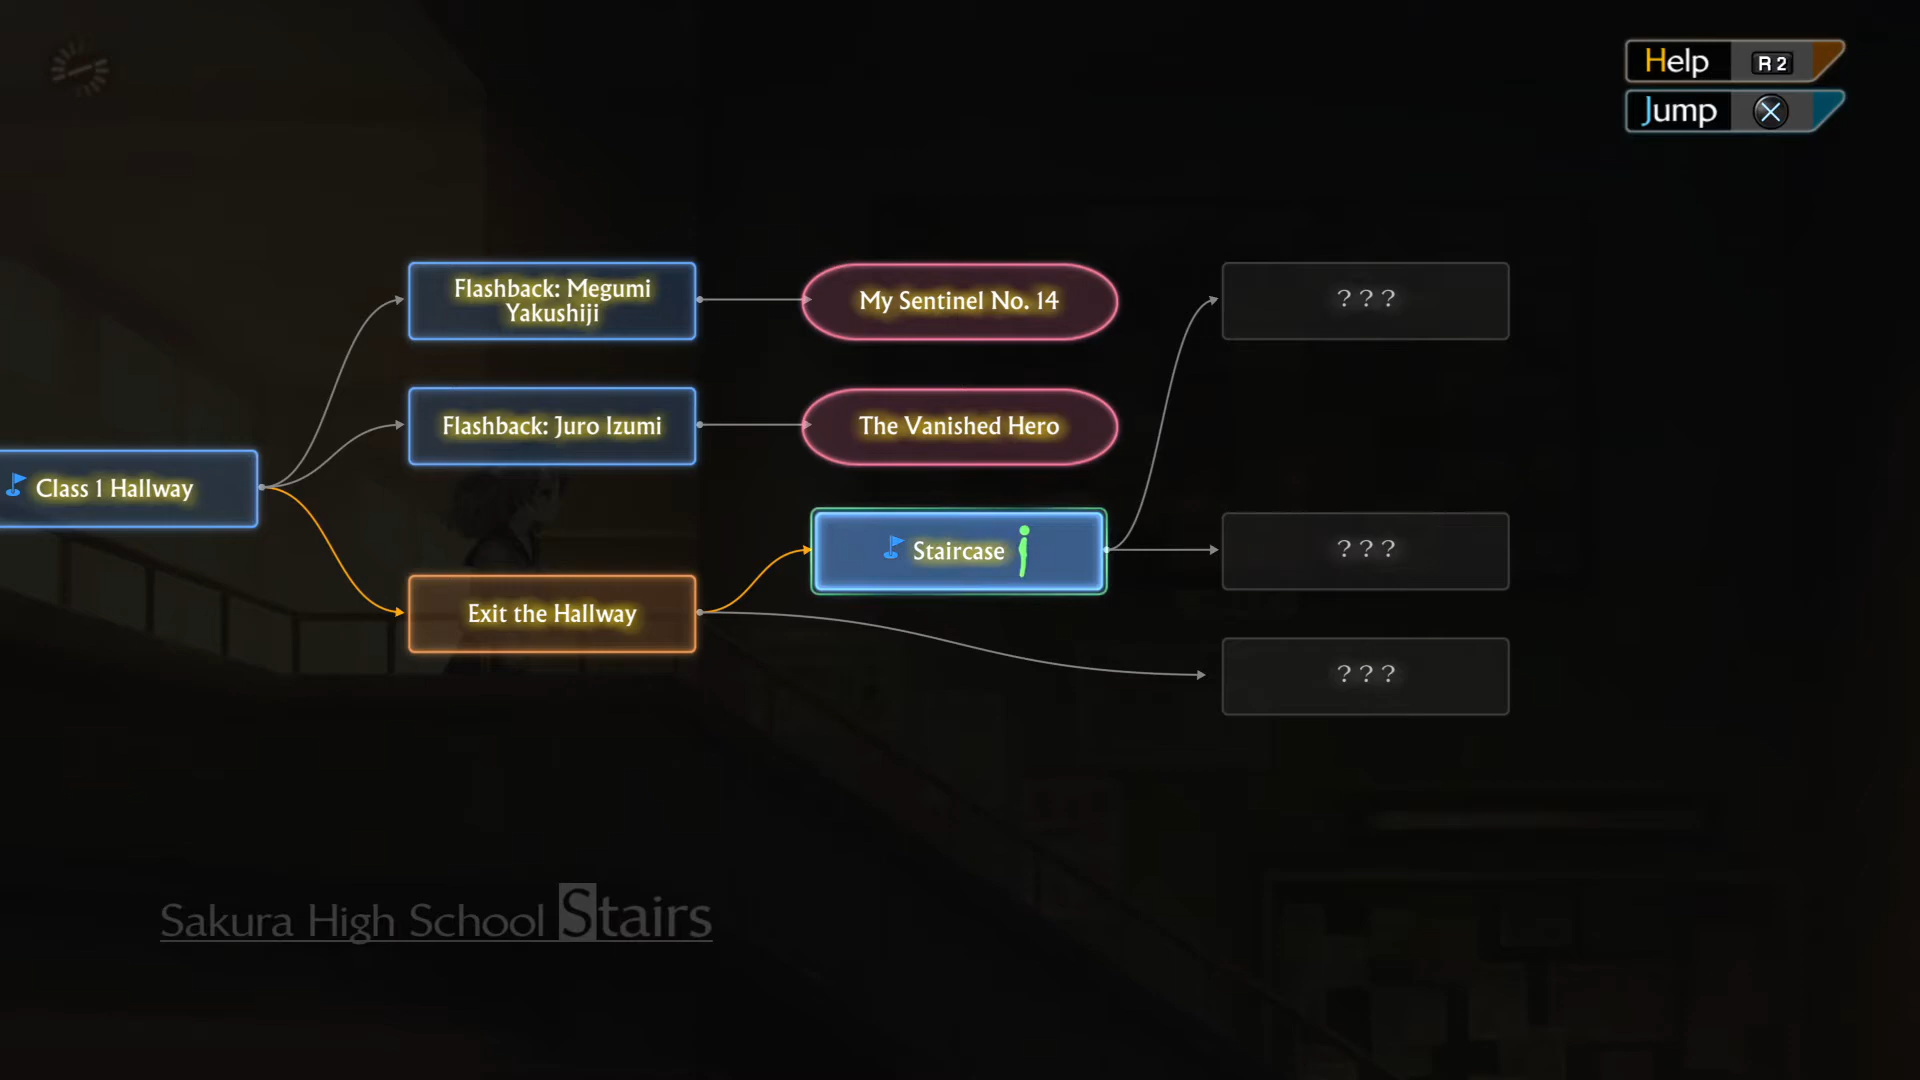 Help R2
Jump
Flashback: Megumi
Yakushiji
My Sentinel No. 14
? ? ?
Flashback: Juro Izumi
The Vanished Hero
Class 1 Hallway
Staircase
? ? ?
Exit the Hallway
? ? ?
Sakura High School Stairs